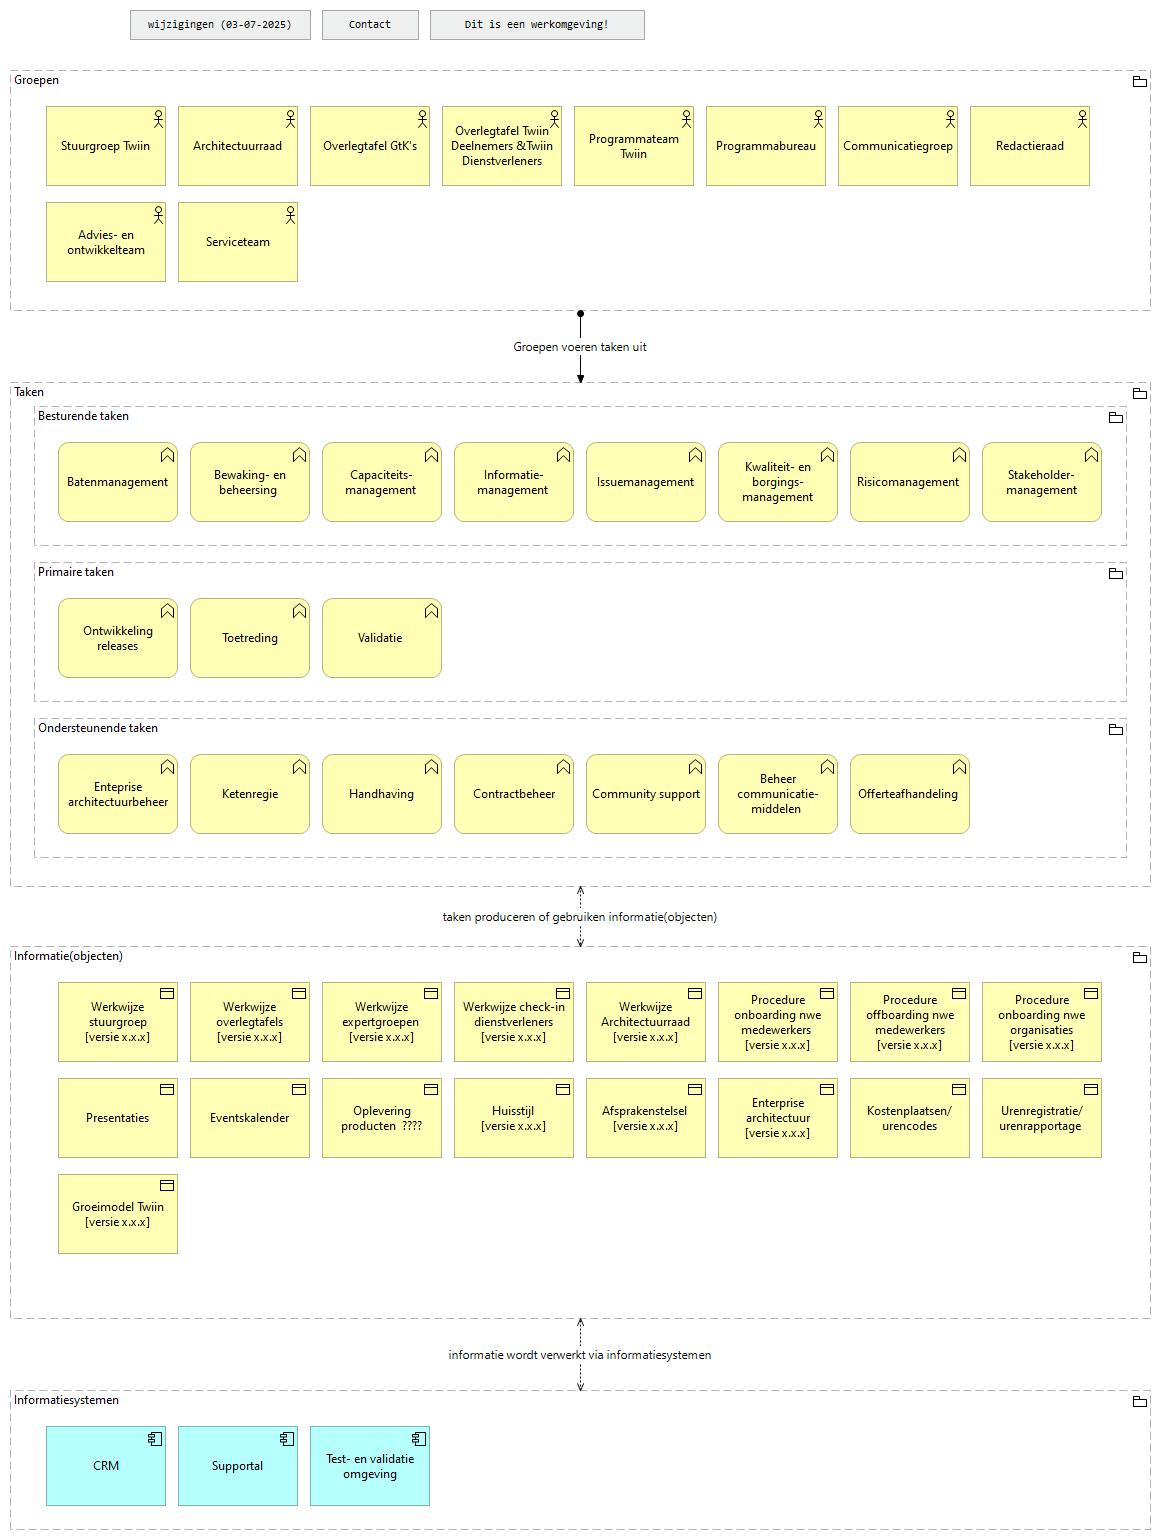 wijzigingen (03-07-2025)
Contact
Dit is een werkomgeving!
Groepen
Stuurgroep Twiin
Architectuurraad
Overlegtafel GtK's
Overlegtafel Twiin
Deelnemers &Twiin
Dienstverleners
Programmateam
Twiin
Programmabureau
Communicatiegroep
Redactieraad
Advies- en
ontwikkelteam
Serviceteam
Groepen voeren taken uit
Taken
Besturende taken
Batenmanagement
Bewaking- en
beheersing
Capaciteits-
management
Informatie-
management
Issuemanagement
Kwaliteit- en
borgings-
management
Risicomanagement
Stakeholder-
management
Primaire taken
Ontwikkeling
releases
Toetreding
Validatie
Ondersteunende taken
Enteprise
architectuurbeheer
Ketenregie
Handhaving
Contractbeheer
Community support
Beheer
communicatie-
middelen
Offerteafhandeling
taken produceren of gebruiken informatie(objecten)
Informatie(objecten)
Werkwijze
stuurgroep
[versie x.x.x]
Werkwijze
overlegtafels
[versie x.x.x]
Werkwijze
expertgroepen
[versie x.x.x]
Werkwijze check-in
dienstverleners
[versie x.x.x]
Werkwijze
Architectuurraad
[versie x.x.x]
Procedure
onboarding nwe
medewerkers
[versie x.x.x]
Procedure
offboarding nwe
medewerkers
[versie x.x.x]
Procedure
onboarding nwe
organisaties
[versie x.x.x]
Presentaties
Eventskalender
Oplevering
producten  ????
Huisstijl
[versie x.x.x]
Afsprakenstelsel
[versie x.x.x]
Enterprise
architectuur
[versie x.x.x]
Kostenplaatsen/
urencodes
Urenregistratie/
urenrapportage
Groeimodel Twiin
[versie x.x.x]
informatie wordt verwerkt via informatiesystemen
Informatiesystemen
CRM
Supportal
Test- en validatie
omgeving